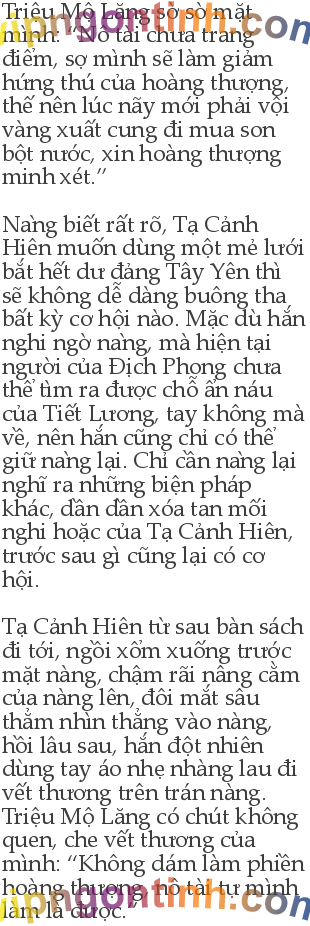 Triệu Mộ Lăng sờ sờ mặt
mình: “Nô tài chưa trang
điểm, sợ mình sẽ làm giảm
hứng thú của hoàng thượng,
thế nên lúc nãy mới phải vội
vàng xuất cung đi mua son
bột nước, xin hoàng thượng
minh xét.”
Nàng biết rất rõ, Tạ Cảnh
Hiên muốn dùng một mẻ lưới
bắt hết dư đảng Tây Yên thì
sẽ không dễ dàng buông tha
bất kỳ cơ hội nào. Mặc dù hắn
nghi ngờ nàng, mà hiện tại
người của Địch Phong chưa
thể tìm ra được chỗ ẩn náu
của Tiết Lương, tay không mà
về, nên hắn cũng chỉ có thể
giữ nàng lại. Chỉ cần nàng lại
nghĩ ra những biện pháp
khác, dần dần xóa tan mối
nghi hoặc của Tạ Cảnh Hiên,
trước sau gì cũng lại có cơ
hội.
Tạ Cảnh Hiên từ sau bàn sách
đi tới, ngồi xổm xuống trước
mặt nàng, chậm rãi nâng cằm
của nàng lên, đôi mắt sâu
thẳm nhìn thẳng vào nàng,
hồi lâu sau, hắn đột nhiên
dùng tay áo nhẹ nhàng lau đi
vết thương trên trán nàng.
Triệu Mộ Lăng có chút không
quen, che vết thương của
mình: “Không dám làm phiền
hoàng thượng, nô tài tự mình
làm là được.”
vipngontinh.com
vipngontinh.com